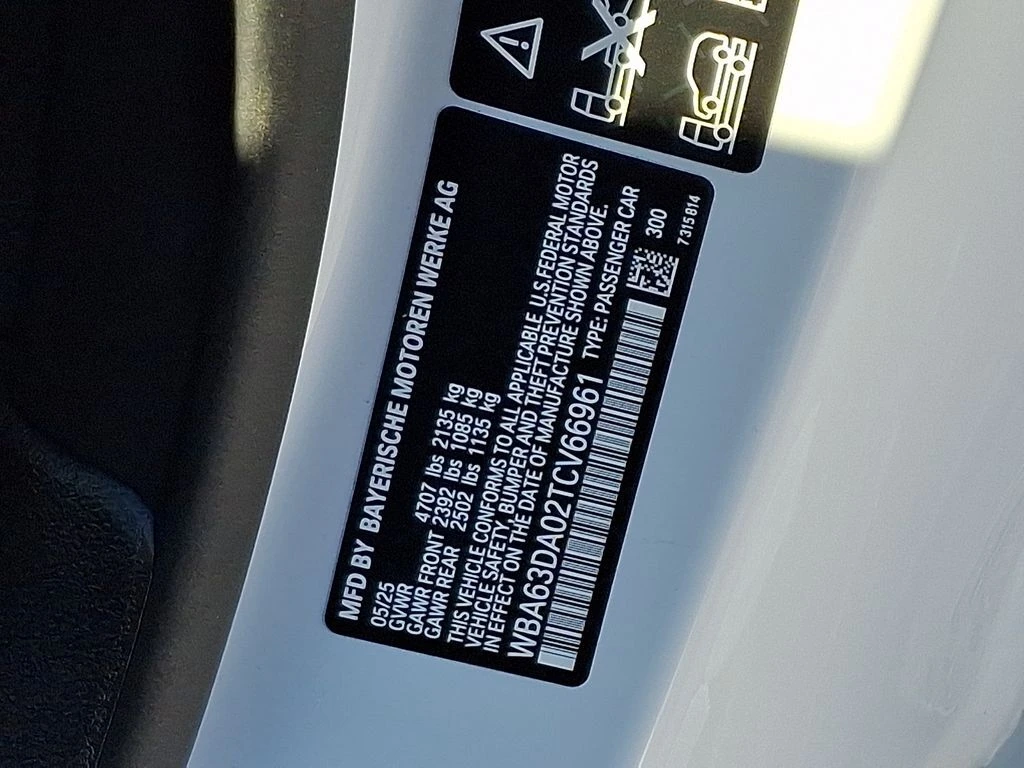 MFD BY BAYERISCHE MOTOREN WERKE AG
05/25
GVWR 4707 lbs 2135 kg
GAWR FRONT 2392 lbs 1085 kg
GAWR REAR 2502 lbs 1135 kg
THIS VEHICLE CONFORMS TO ALL APPLICABLE U.S.FEDERAL MOTOR
VEHICLE SAFETY, BUMPER AND THEFT PREVENTION STANDARDS
IN EFFECT ON THE DATE OF MANUFACTURE SHOWN ABOVE.
WBA63DA02TCV66961 TYPE: PASSENGER CAR
300
7315814